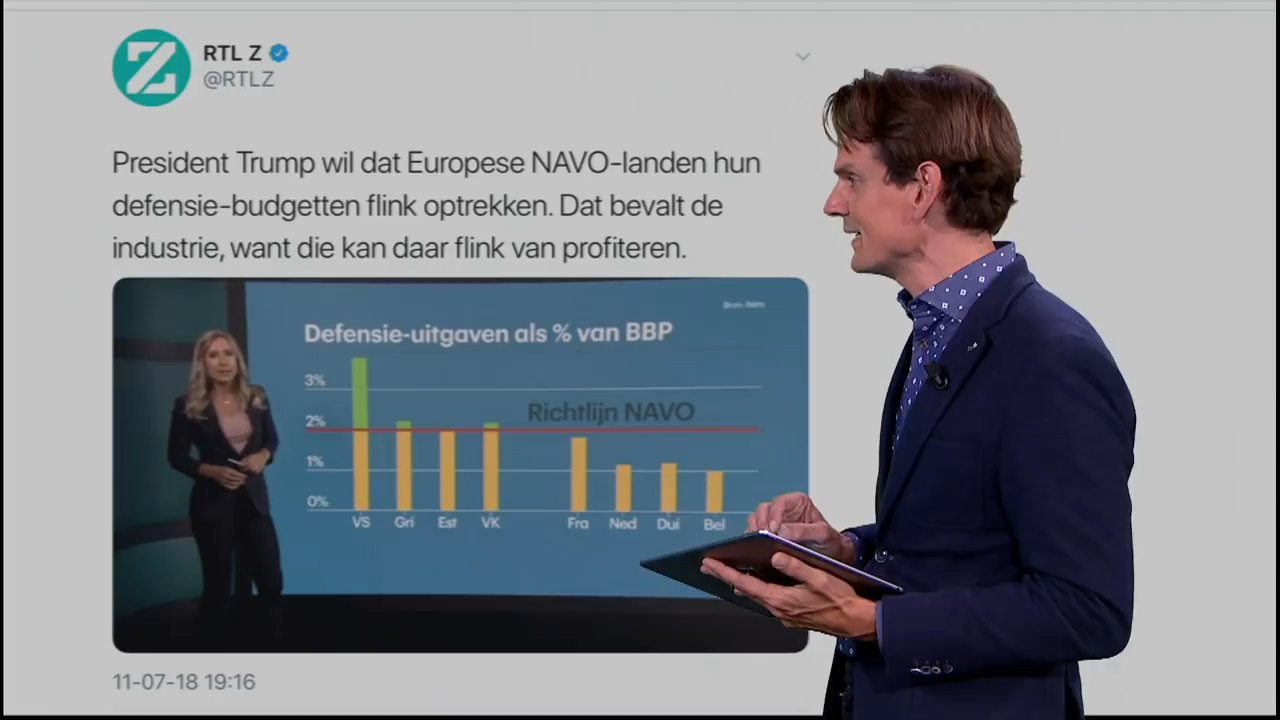 RTL Z
@RTLZ
President Trump wil dat Europese NAVO-landen hun
defensie-budgetten flink optrekken. Dat bevalt de
industrie, want die kan daar flink van profiteren.
Defensie-uitgaven als % van BBP
3%
Richtlijn NAVO
2%
1%
0%
VS Gri Est VK Fra Ned Dui Bel
11-07-18 19:16